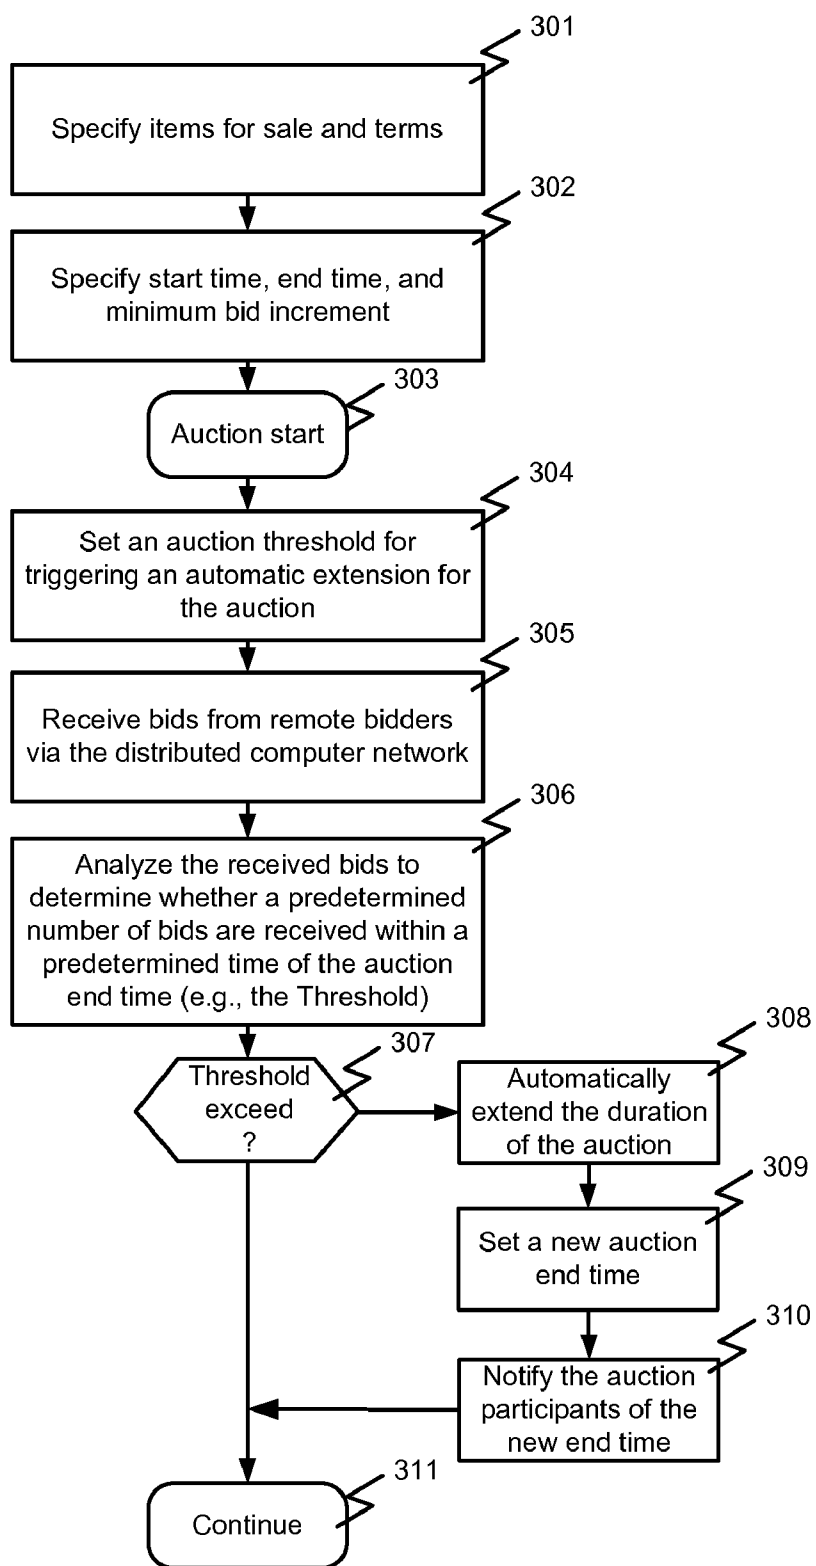 301
Specify items for sale and terms
302
Specify start time, end time, and
minimum bid increment
303
Auction start
304
Set an auction threshold for
triggering an automatic extension for
the auction
305
Receive bids from remote bidders
via the distributed computer network
306
Analyze the received bids to
determine whether a predetermined
number of bids are received within a
predetermined time of the auction
end time (e.g., the Threshold)
307
Threshold
exceed
?
308
Automatically
extend the duration
of the auction
309
Set a new auction
end time
310
Notify the auction
participants of the
new end time
311
Continue